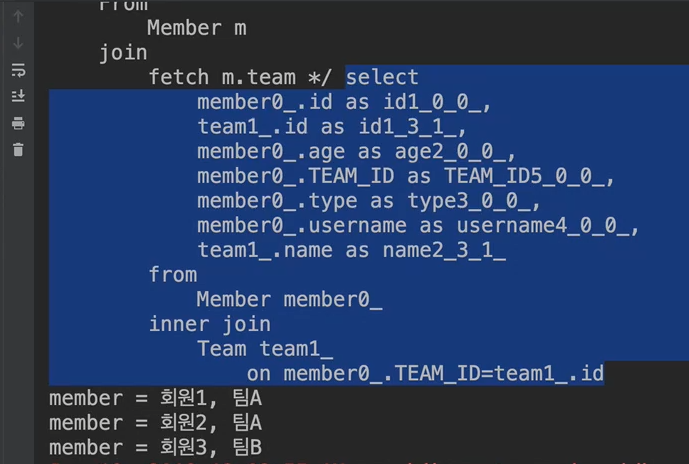 From
Member m
join
fetch m.team */ select
member0_.id as id1_0_0_,
team1_.id as id1_3_1_,
member0_.age as age2_0_0_,
member0_.TEAM_ID as TEAM_ID5_0_0_,
member0_.type as type3_0_0_,
member0_.username as username4_0_0_,
team1_.name as name2_3_1_
from
Member member0_
inner join
Team team1_
on member0_.TEAM_ID=team1_.id
member = 회원1, 팀A
member = 회원2, 팀A
member = 회원3, 팀B